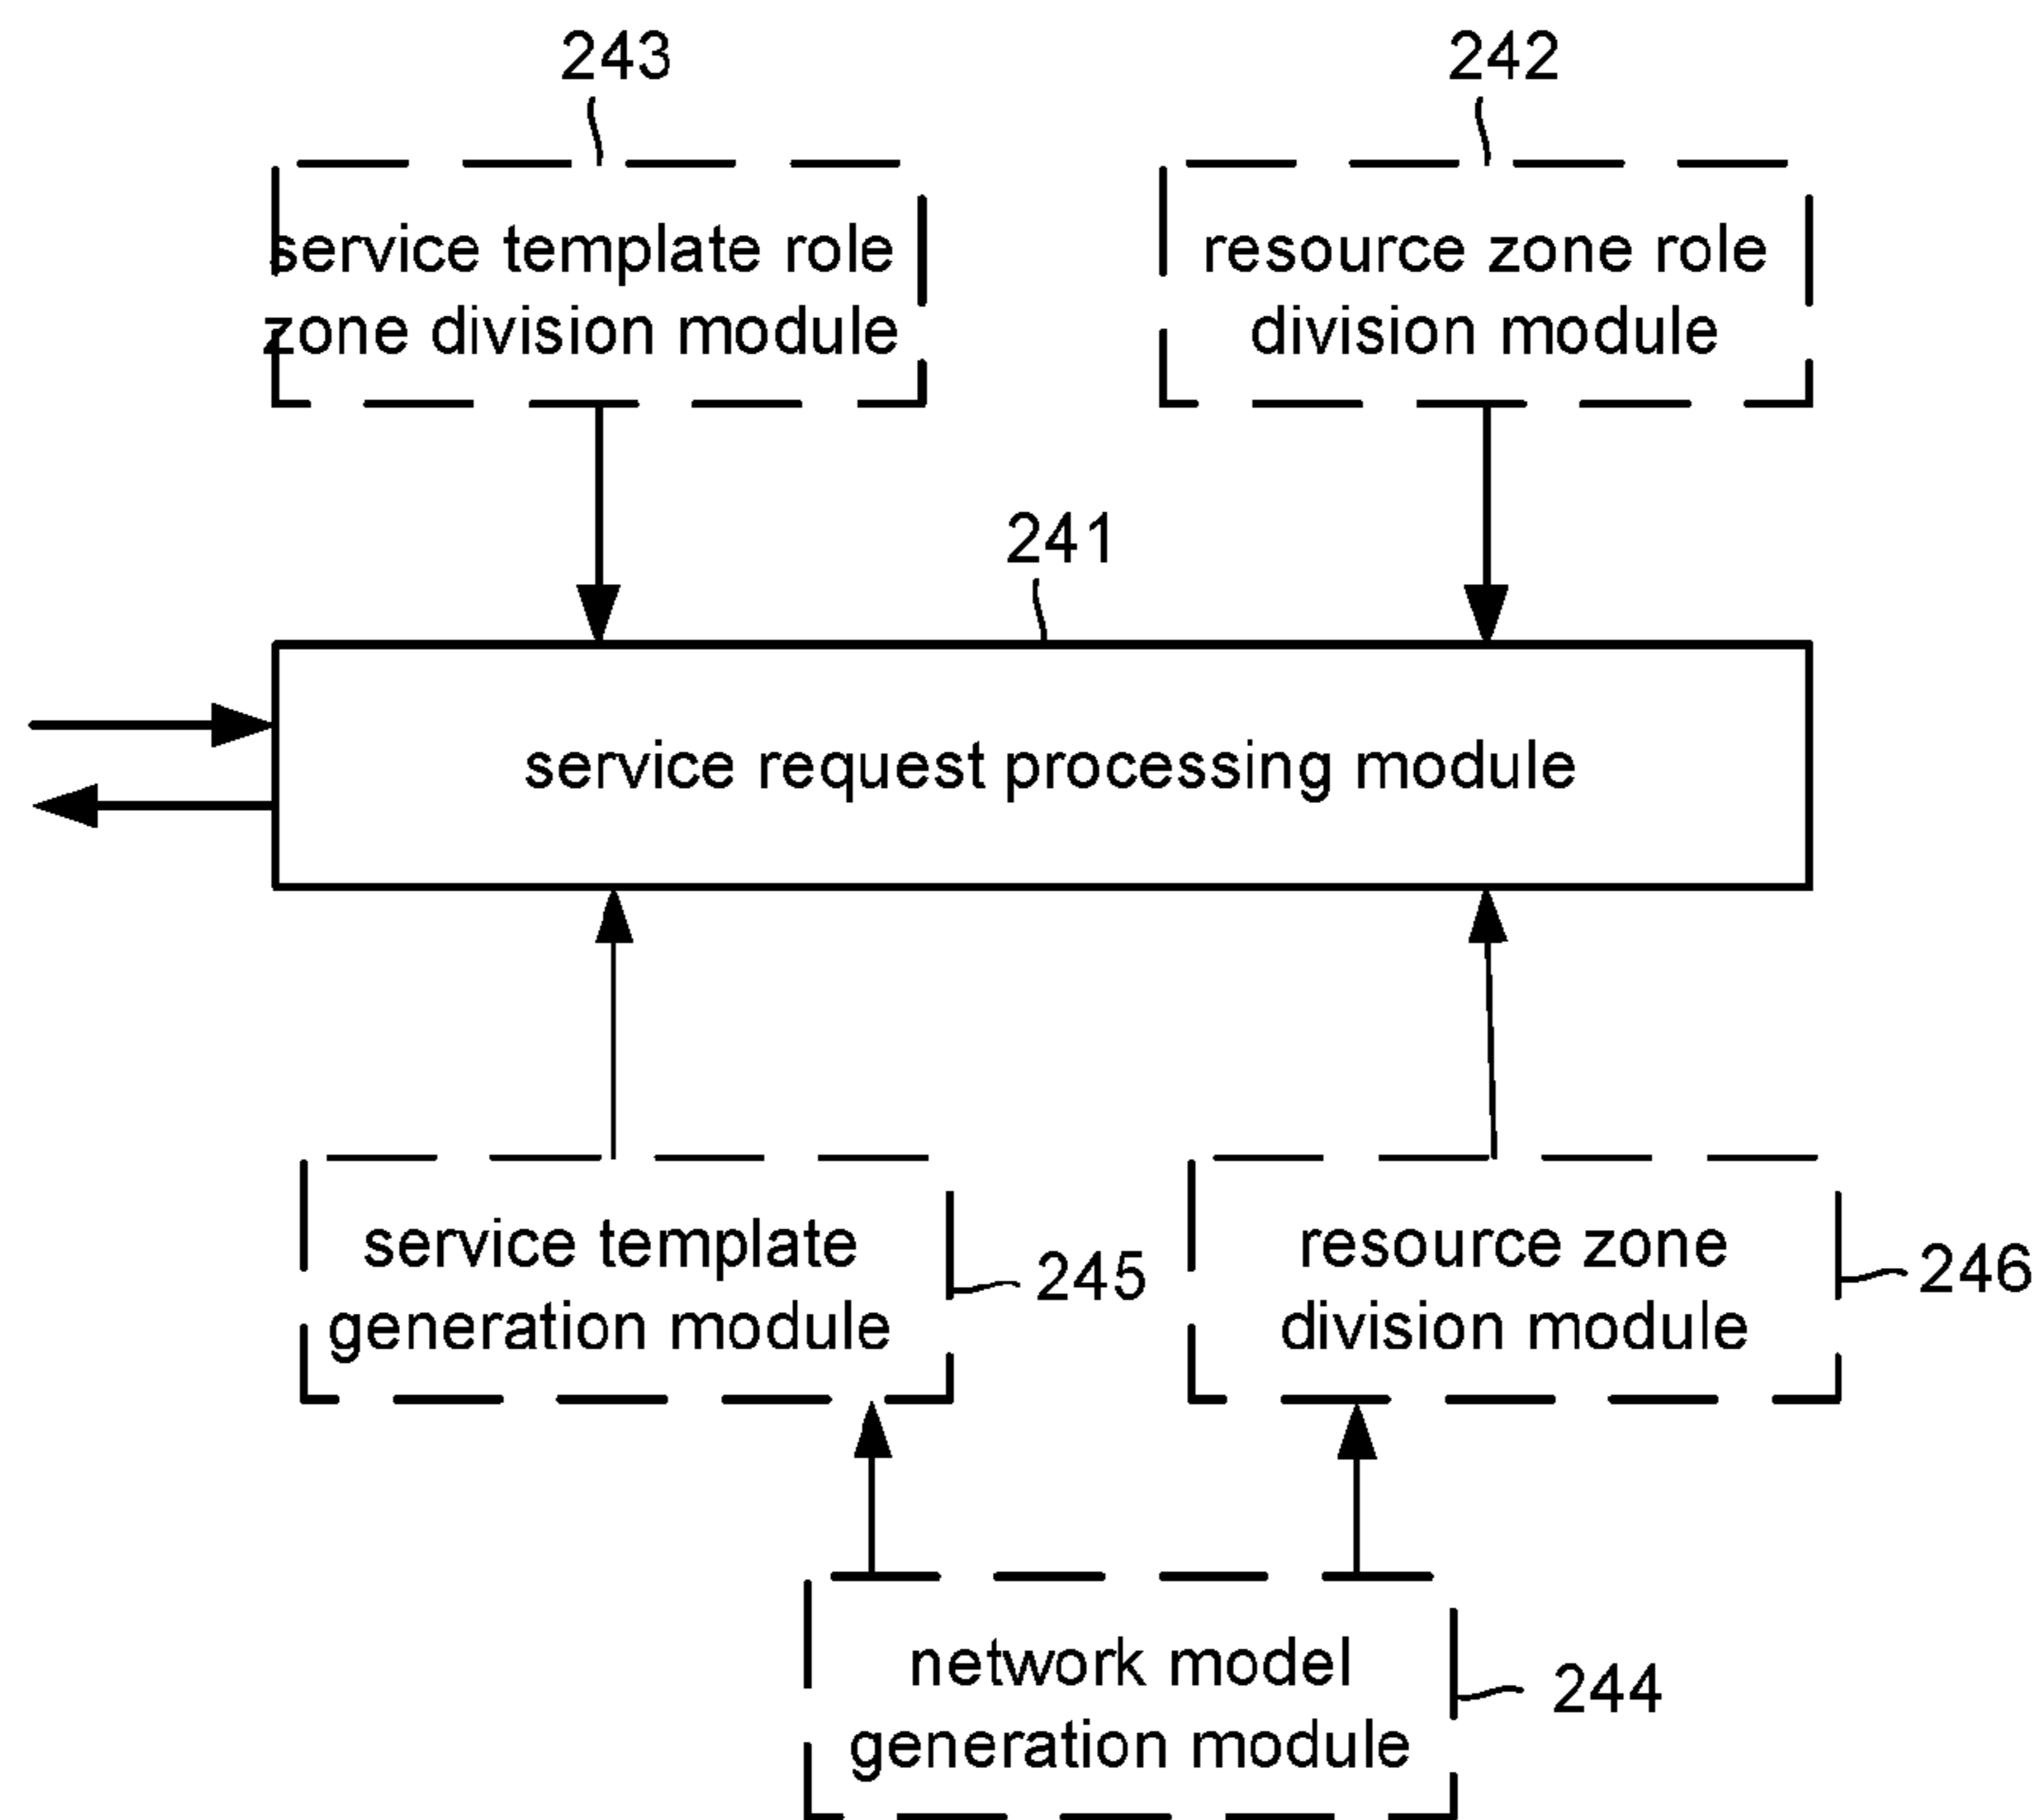 243
242
service template role
zone division module
resource zone role
division module
241
service request processing module
service template
generation module
245
resource zone
division module
246
network model
generation module
244